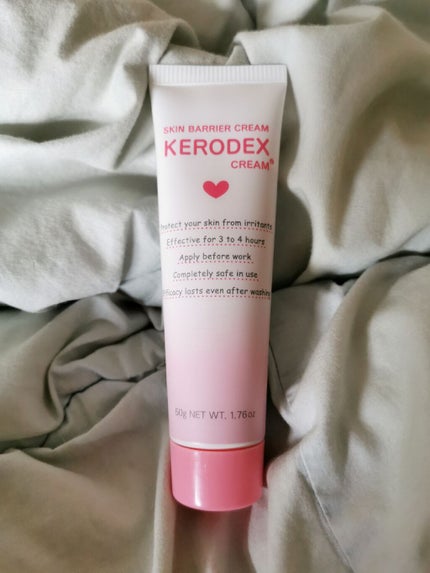 SKIN BARRIER CREAM
KERODEX
CREAM®
Protect your skin from irritants
Effective for 3 to 4 hours
Apply before work
Completely safe in use
Efficacy lasts even after washing
50g NET WT. 1.76oz